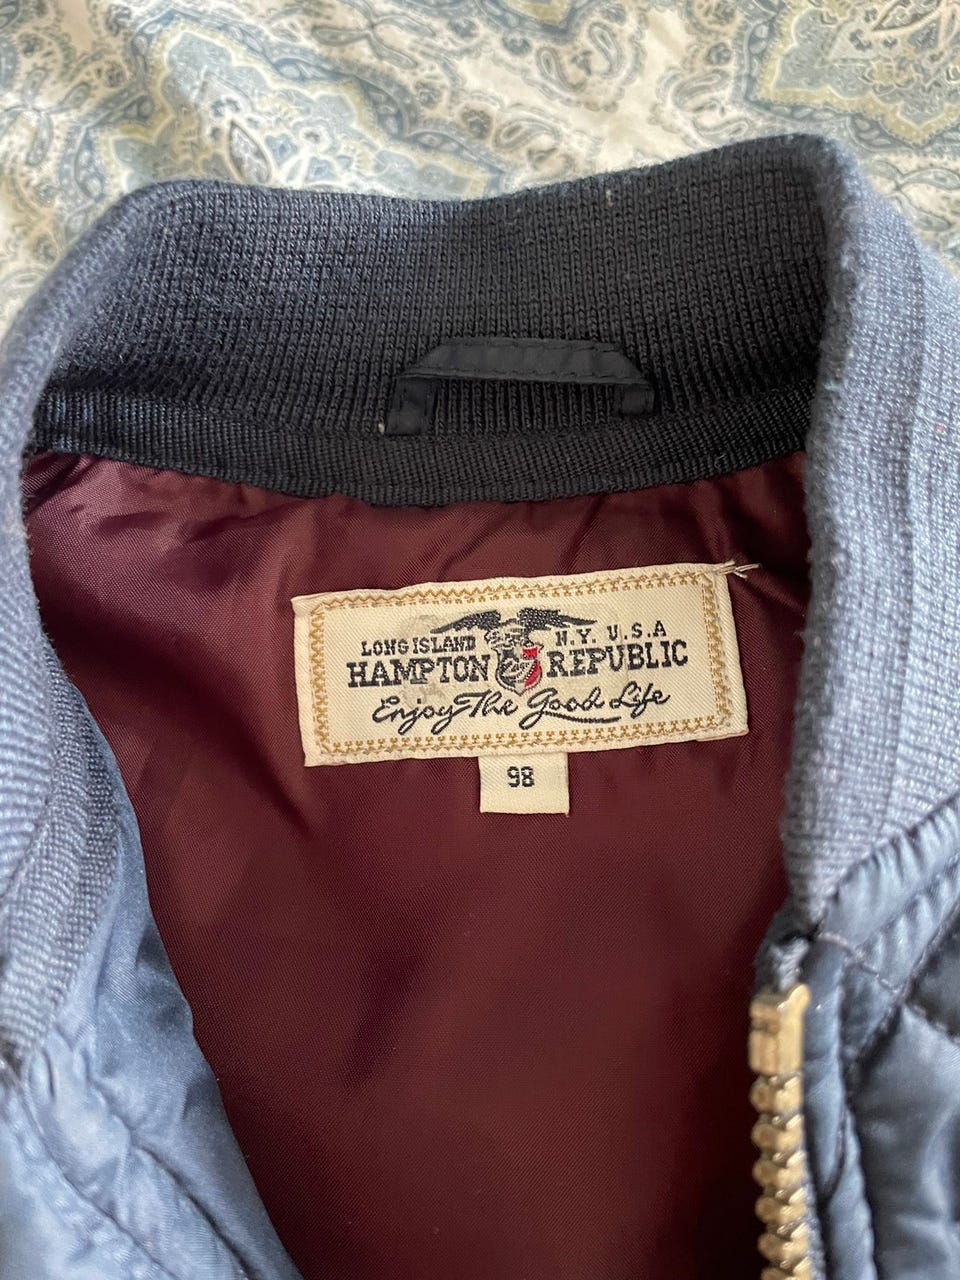 LONG ISLAND N.Y. U.S.A
HAMPTON REPUBLIC
Enjoy The Good Life
98